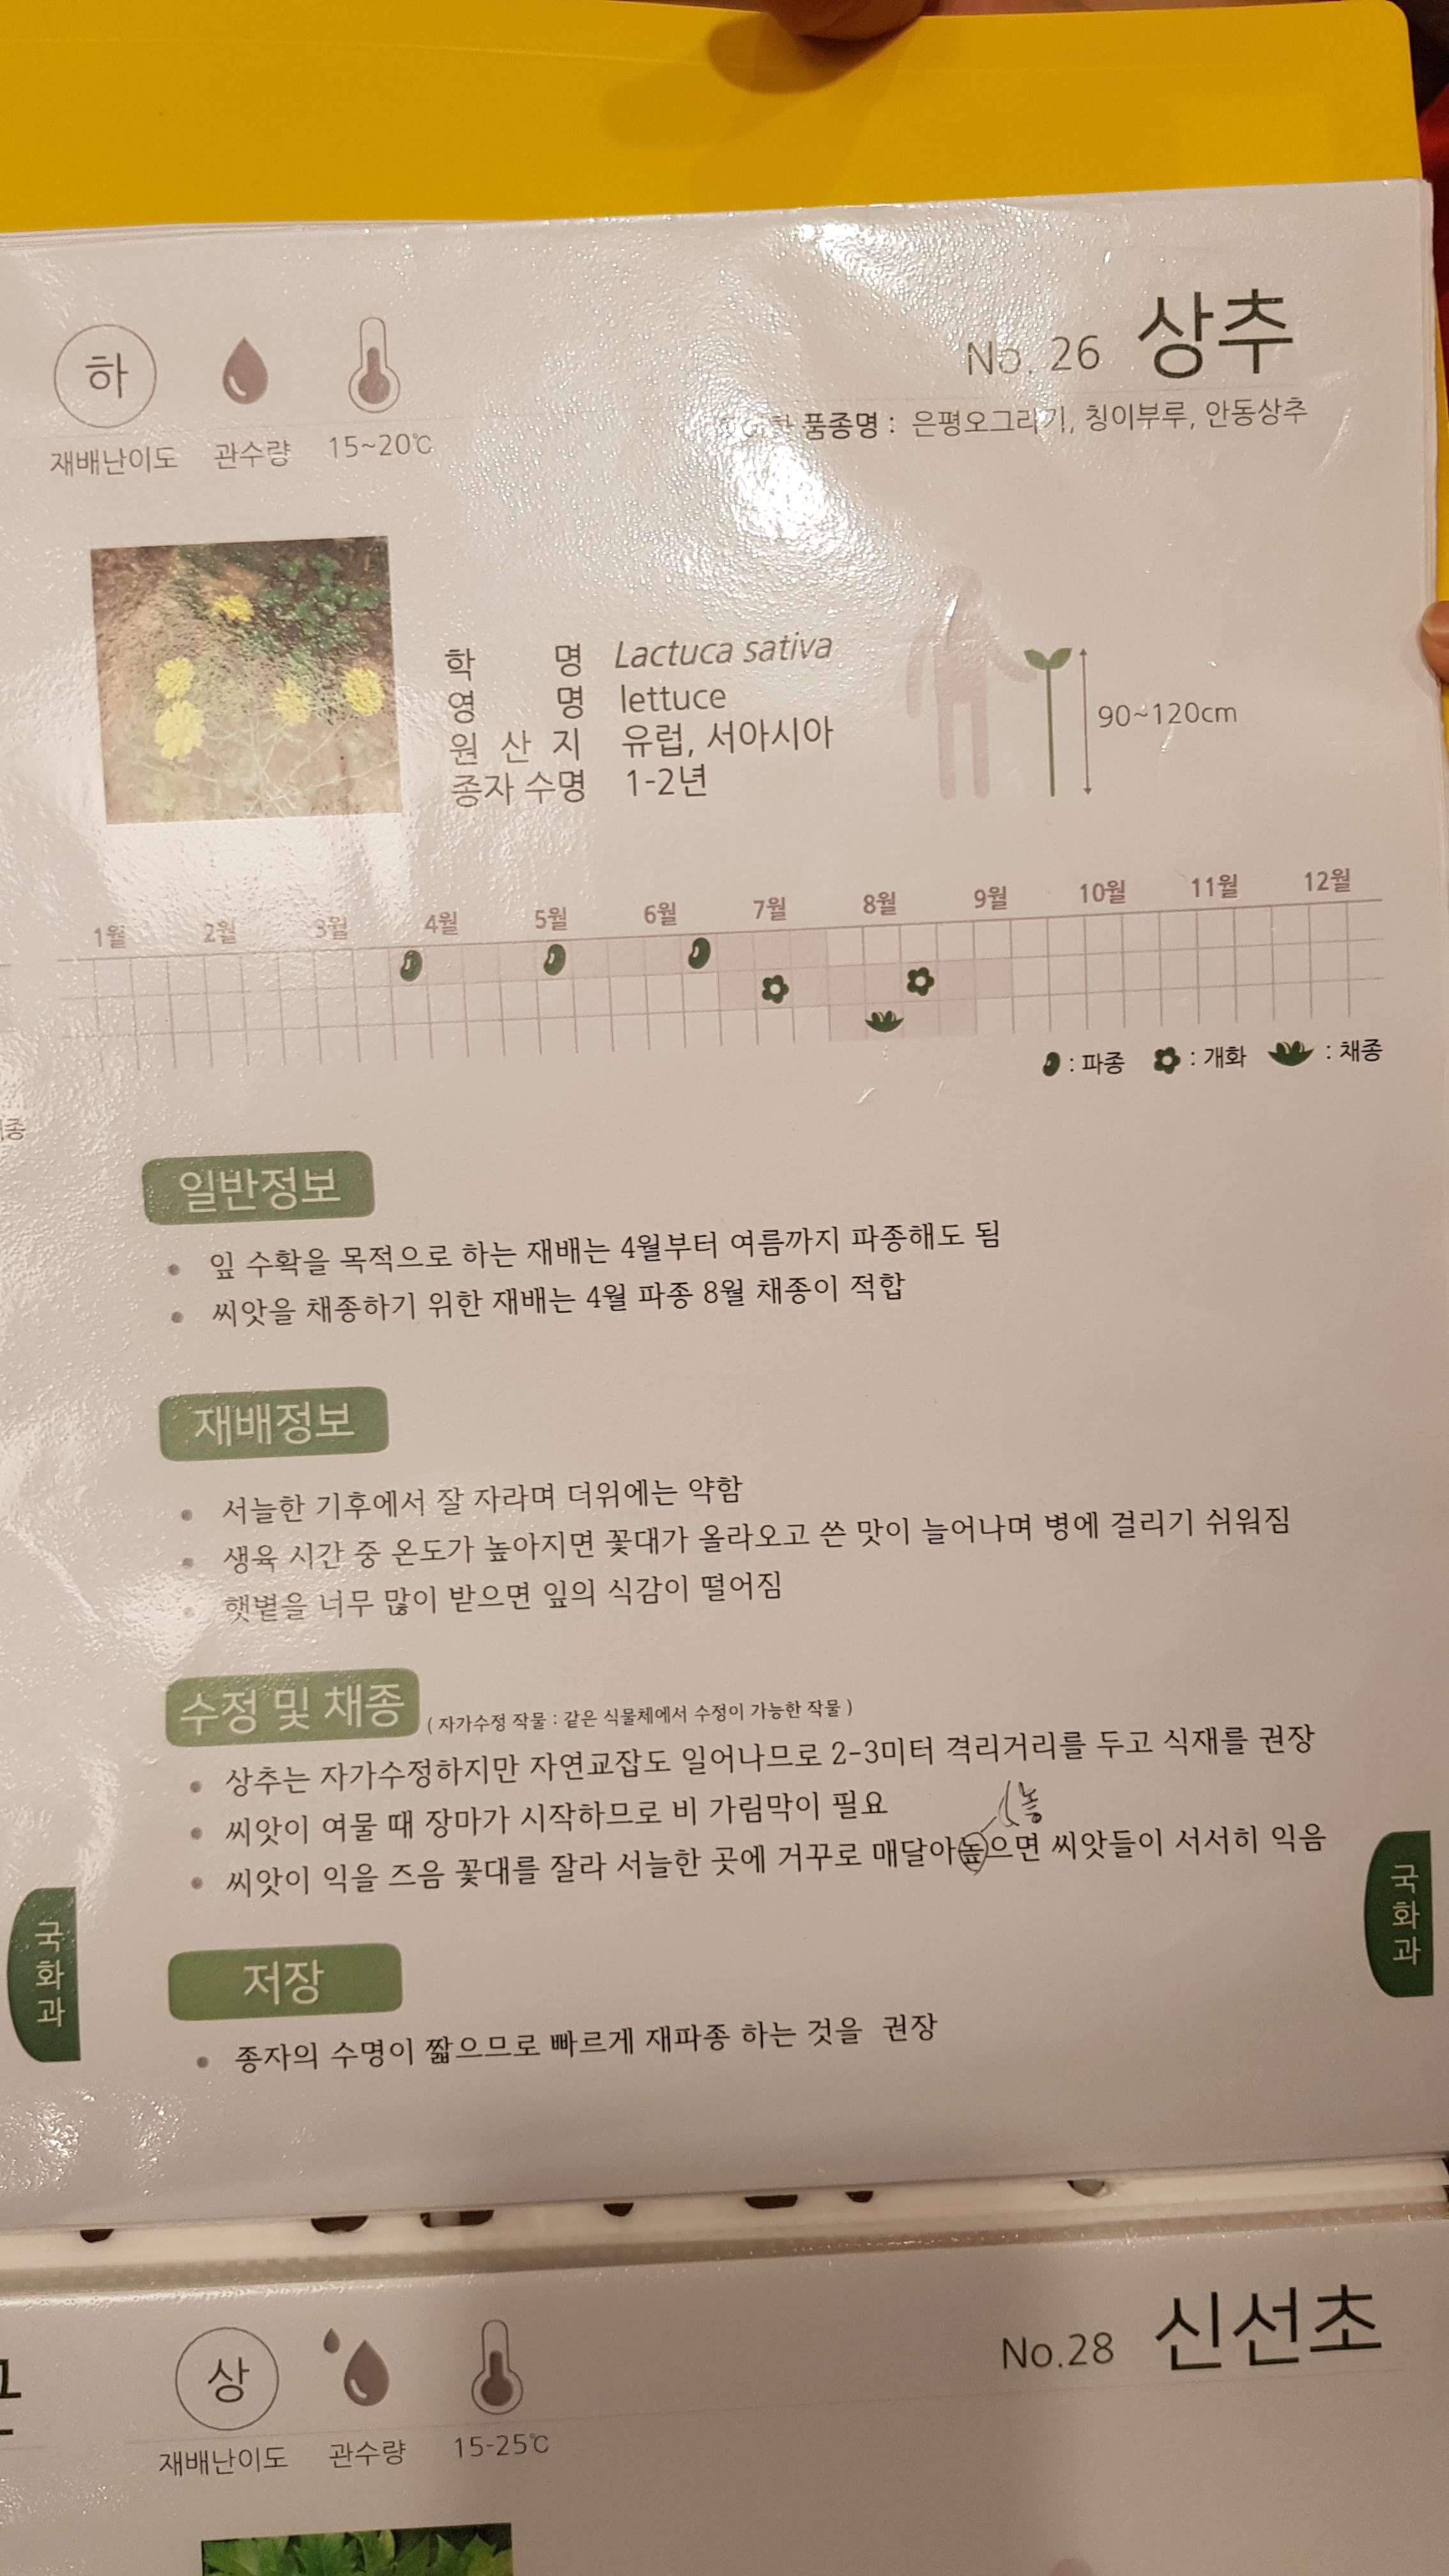 하
재배난이도
관수량
15~20℃
No. 26 상추
품종명 : 은평오그라기, 칭이부루, 안동상추
학 명 Lactuca sativa
영 명 lettuce
원 산 지 유럽, 서아시아
종자 수명 1-2년
90~120cm
1월 2월 3월 4월 5월 6월 7월 8월 9월 10월 11월 12월
: 파종 : 개화 : 채종
종
일반정보
잎 수확을 목적으로 하는 재배는 4월부터 여름까지 파종해도 됨
씨앗을 채종하기 위한 재배는 4월 파종 8월 채종이 적합
재배정보
서늘한 기후에서 잘 자라며 더위에는 약함
생육 시간 중 온도가 높아지면 꽃대가 올라오고 쓴 맛이 늘어나며 병에 걸리기 쉬워짐
햇볕을 너무 많이 받으면 잎의 식감이 떨어짐
수정 및 채종 ( 자가수정 작물 : 같은 식물체에서 수정이 가능한 작물 )
상추는 자가수정하지만 자연교잡도 일어나므로 2-3미터 격리거리를 두고 식재를 권장
씨앗이 여물 때 장마가 시작하므로 비 가림막이 필요
씨앗이 익을 즈음 꽃대를 잘라 서늘한 곳에 거꾸로 매달아놓으면 씨앗들이 서서히 익음
국화과
국화과
저장
종자의 수명이 짧으므로 빠르게 재파종 하는 것을 권장
상
재배난이도
관수량
15-25℃
No.28 신선초